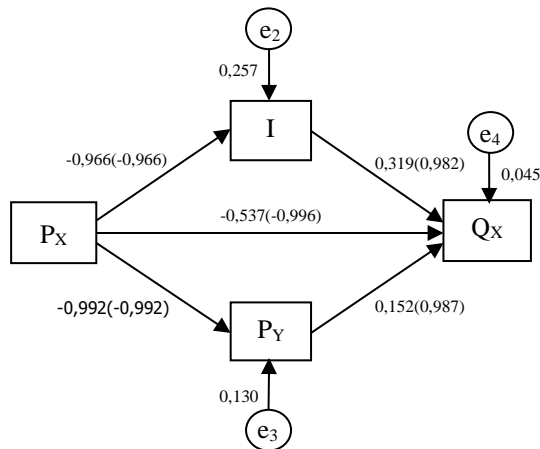 e2
0,257
I
e4
-0,966(-0,966)
0,319(0,982)
0,045
-0,537(-0,996)
PX
QX
-0,992(-0,992)
0,152(0,987)
PY
0,130
e3